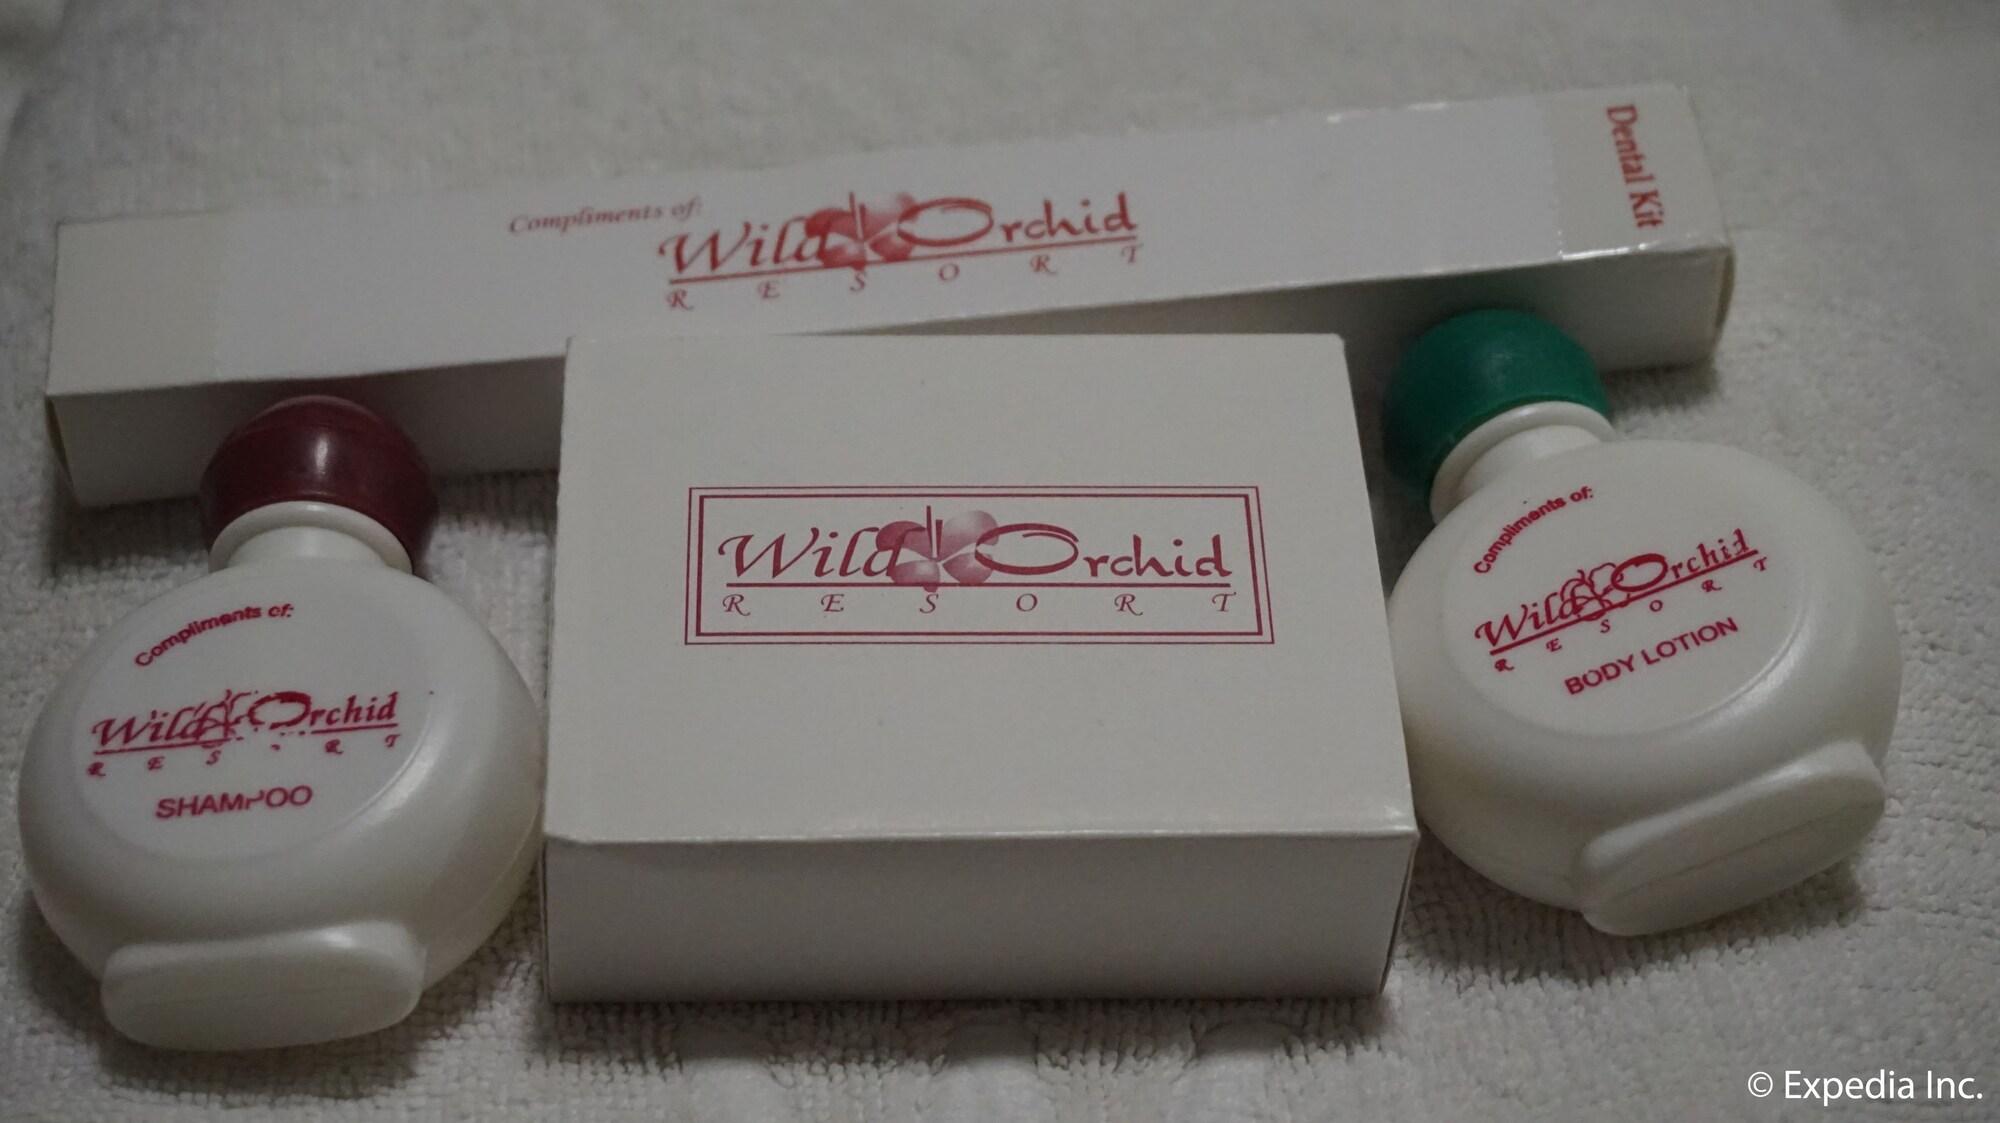 Compliments of:
Wild Orchid
RESORT
Dental Kit
Wild Orchid
RESORT
Compliments of:
Wild Orchid
RESORT
SHAMPOO
Compliments of:
Wild Orchid
RESORT
BODY LOTION
© Expedia Inc.